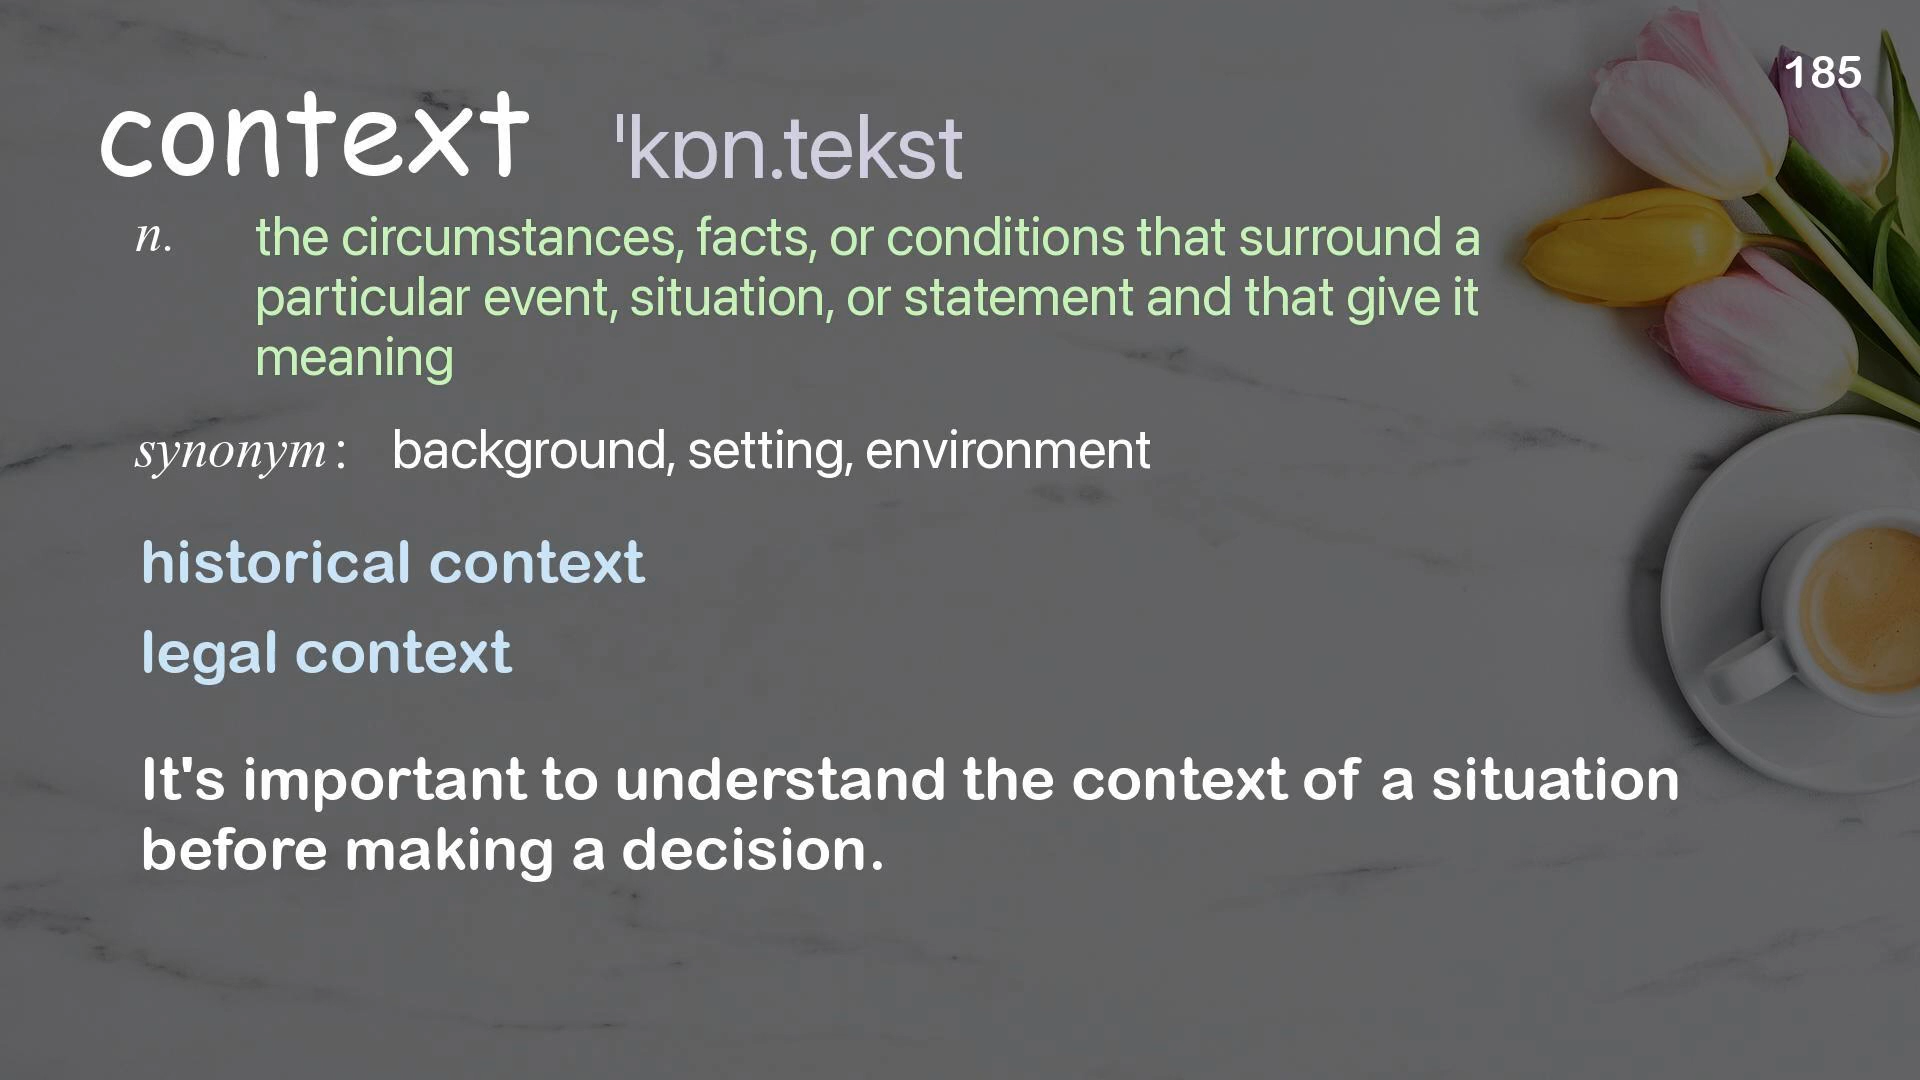 185
context ˈkɒn.tekst
n. the circumstances, facts, or conditions that surround a
particular event, situation, or statement and that give it
meaning
synonym: background, setting, environment
historical context
legal context
It's important to understand the context of a situation
before making a decision.